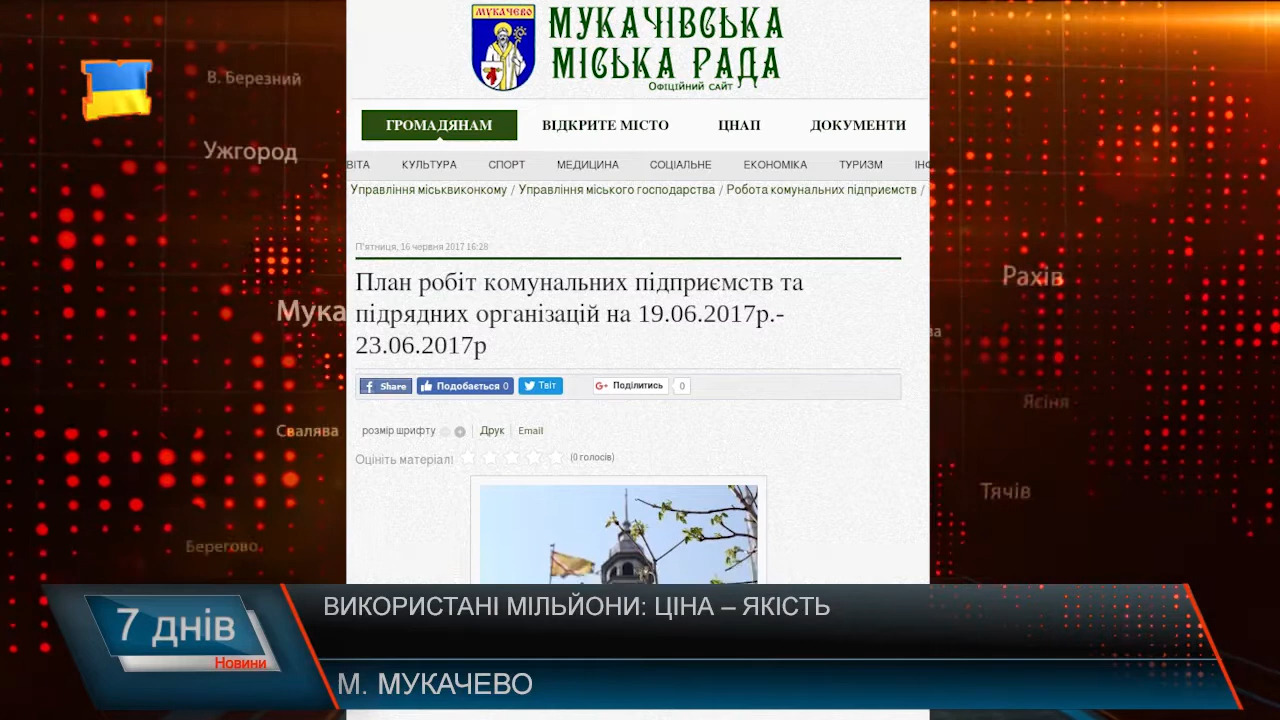 МУКАЧЕВО
МУКАЧІВСЬКА
МІСЬКА РАДА
Офіційний сайт
ГРОМАДЯНАМ ВІДКРИТЕ МІСТО ЦНАП ДОКУМЕНТИ
ВІТА КУЛЬТУРА СПОРТ МЕДИЦИНА СОЦІАЛЬНЕ ЕКОНОМІКА ТУРИЗМ ІНФ
Управління міськвиконкому / Управління міського господарства / Робота комунальних підприємств /
П'ятниця, 16 червня 2017 16:28
План робіт комунальних підприємств та
підрядних організацій на 19.06.2017р.-
23.06.2017р
Share Подобається 0 Твіт Поділитись 0
розмір шрифту Друк Email
Оцініть матеріал! (0 голосів)
В. Березний
Ужгород
Мука
Свалява
Берегово
Рахів
ва
Ясіня
Тячів
7 днів
Новини
ВИКОРИСТАНІ МІЛЬЙОНИ: ЦІНА – ЯКІСТЬ
М. МУКАЧЕВО